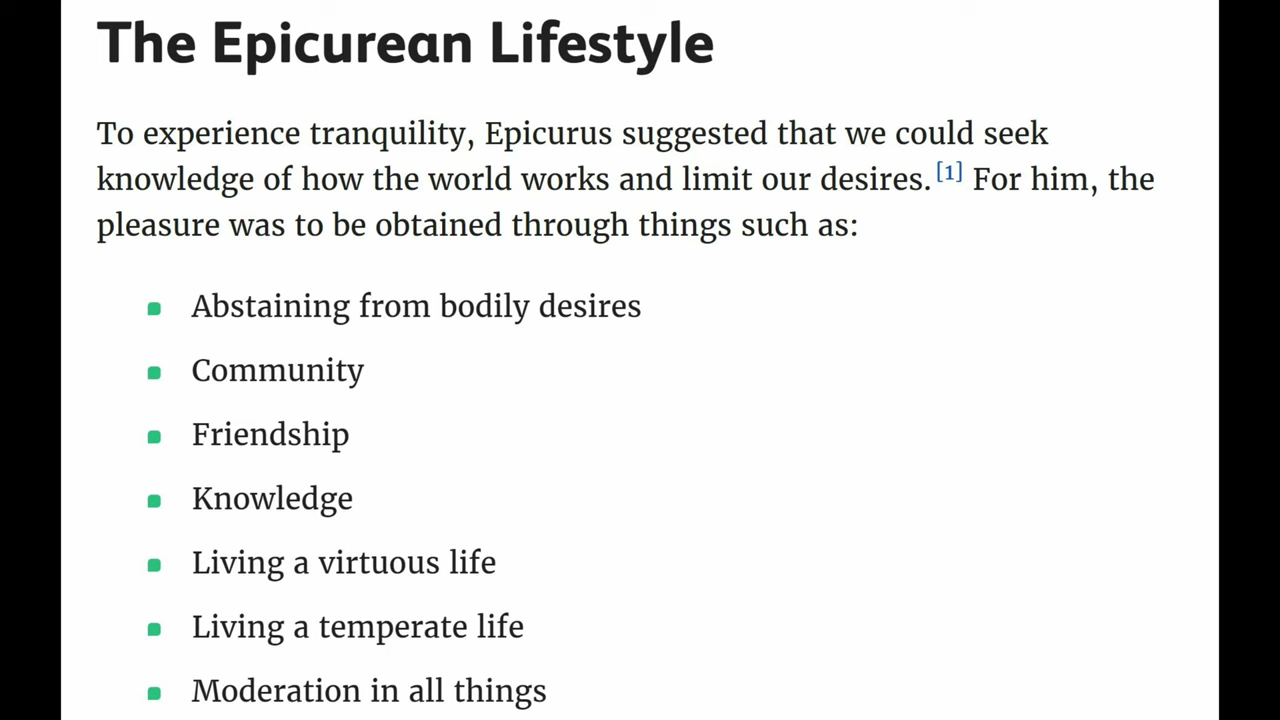 The Epicurean Lifestyle
To experience tranquility, Epicurus suggested that we could seek
knowledge of how the world works and limit our desires.[1] For him, the
pleasure was to be obtained through things such as:
Abstaining from bodily desires
Community
Friendship
Knowledge
Living a virtuous life
Living a temperate life
Moderation in all things